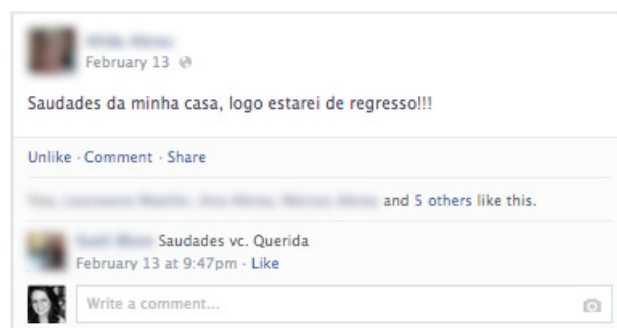 February 13
Saudades da minha casa, logo estarei de regresso!!!
Unlike · Comment · Share
and 5 others like this.
Saudades vc. Querida
February 13 at 9:47pm · Like
Write a comment...